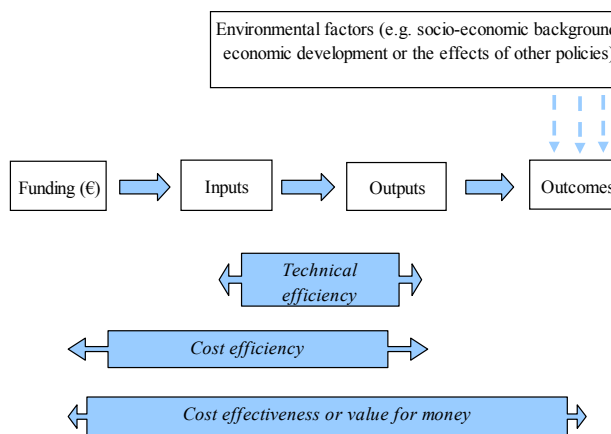 Environmental factors (e.g. socio-economic background
economic development or the effects of other policies)
Funding (€)
Inputs
Outputs
Outcomes
Technical
efficiency
Cost efficiency
Cost effectiveness or value for money